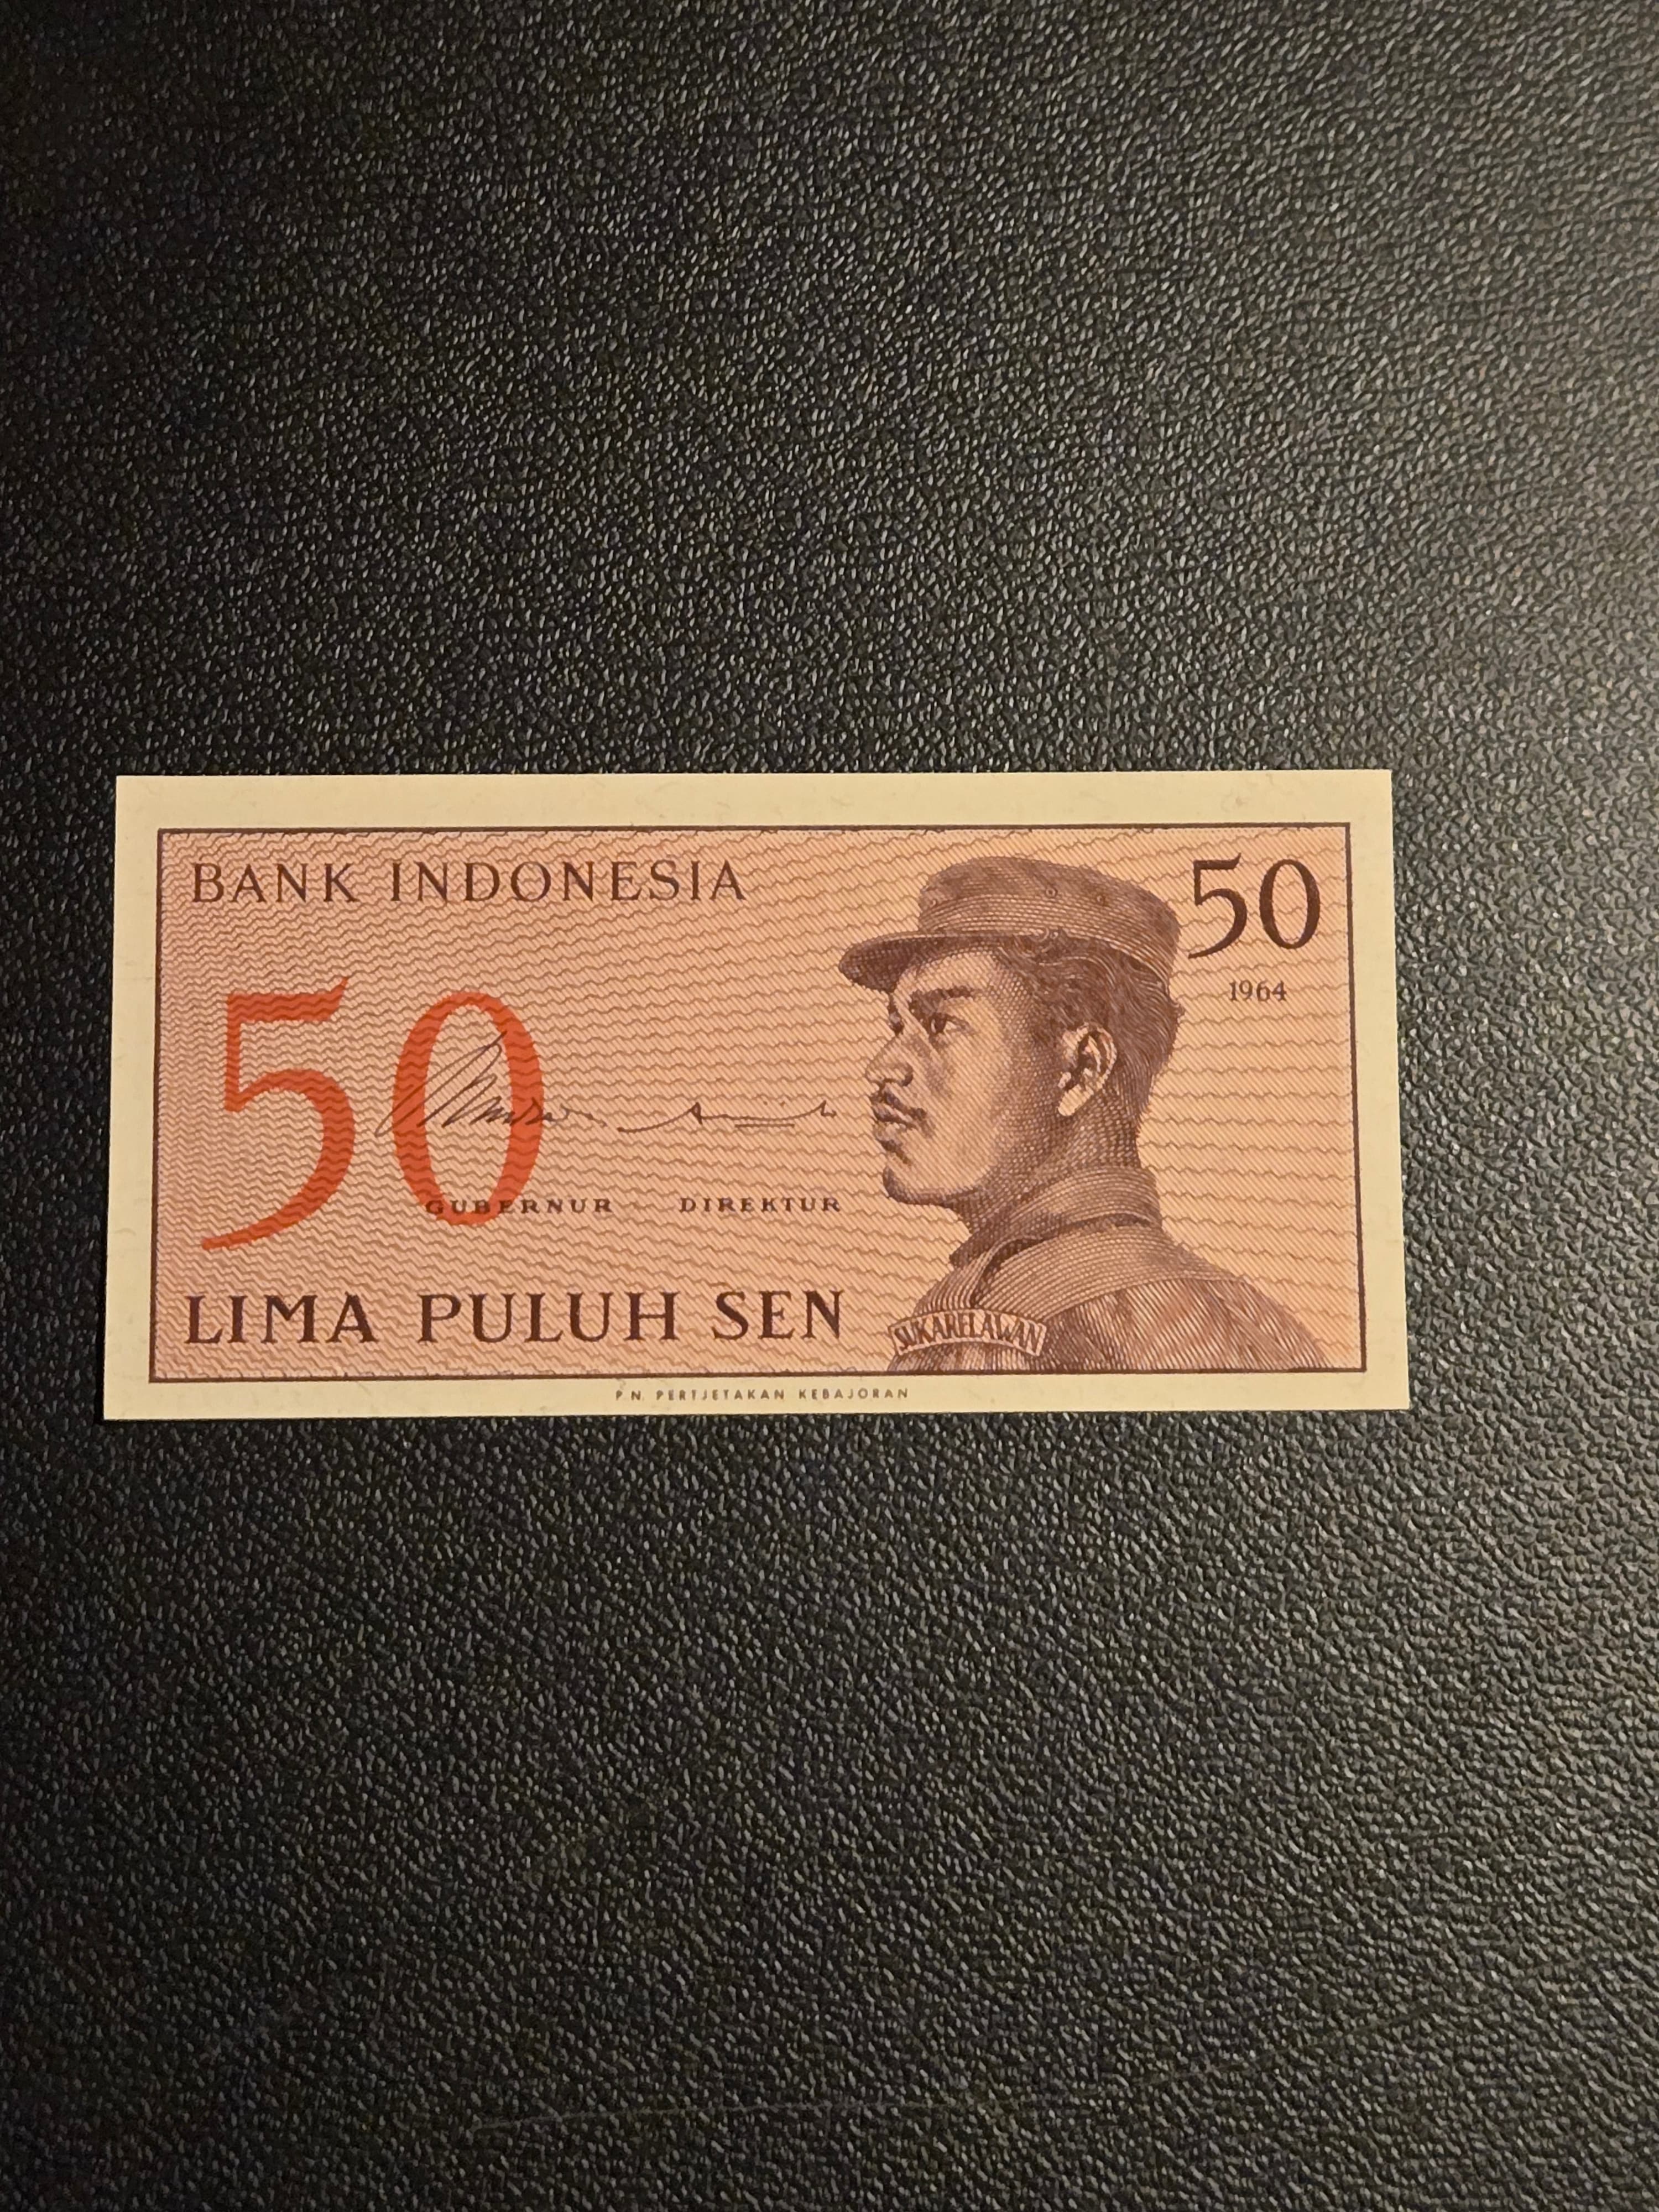 BANK INDONESIA
50
1964
50
GUBERNUR DIREKTUR
LIMA PULUH SEN
SUKARELAWAN
P.N. PERTJETAKAN KEBAJORAN